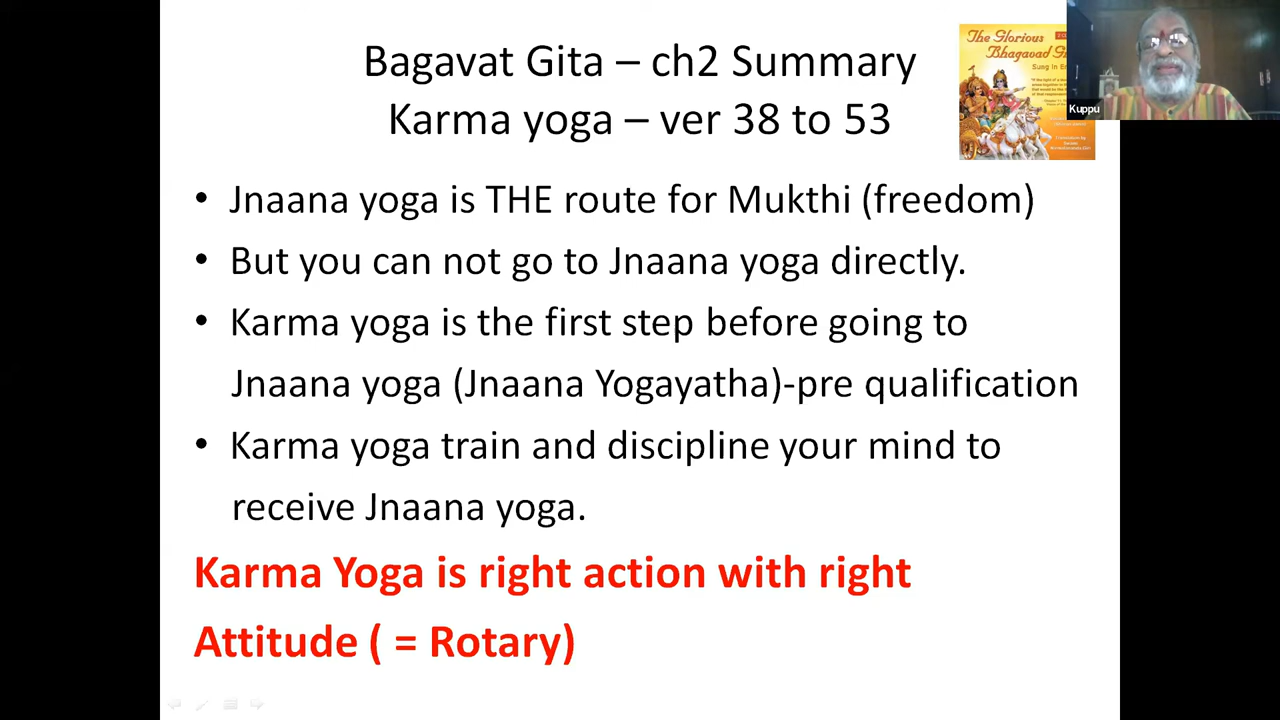 Bagavat Gita – ch2 Summary
Karma yoga – ver 38 to 53
The Glorious
Bhagavad
Sung in
Kuppu
• Jnaana yoga is THE route for Mukthi (freedom)
• But you can not go to Jnaana yoga directly.
• Karma yoga is the first step before going to
Jnaana yoga (Jnaana Yogayatha)-pre qualification
• Karma yoga train and discipline your mind to
receive Jnaana yoga.
Karma Yoga is right action with right
Attitude ( = Rotary)